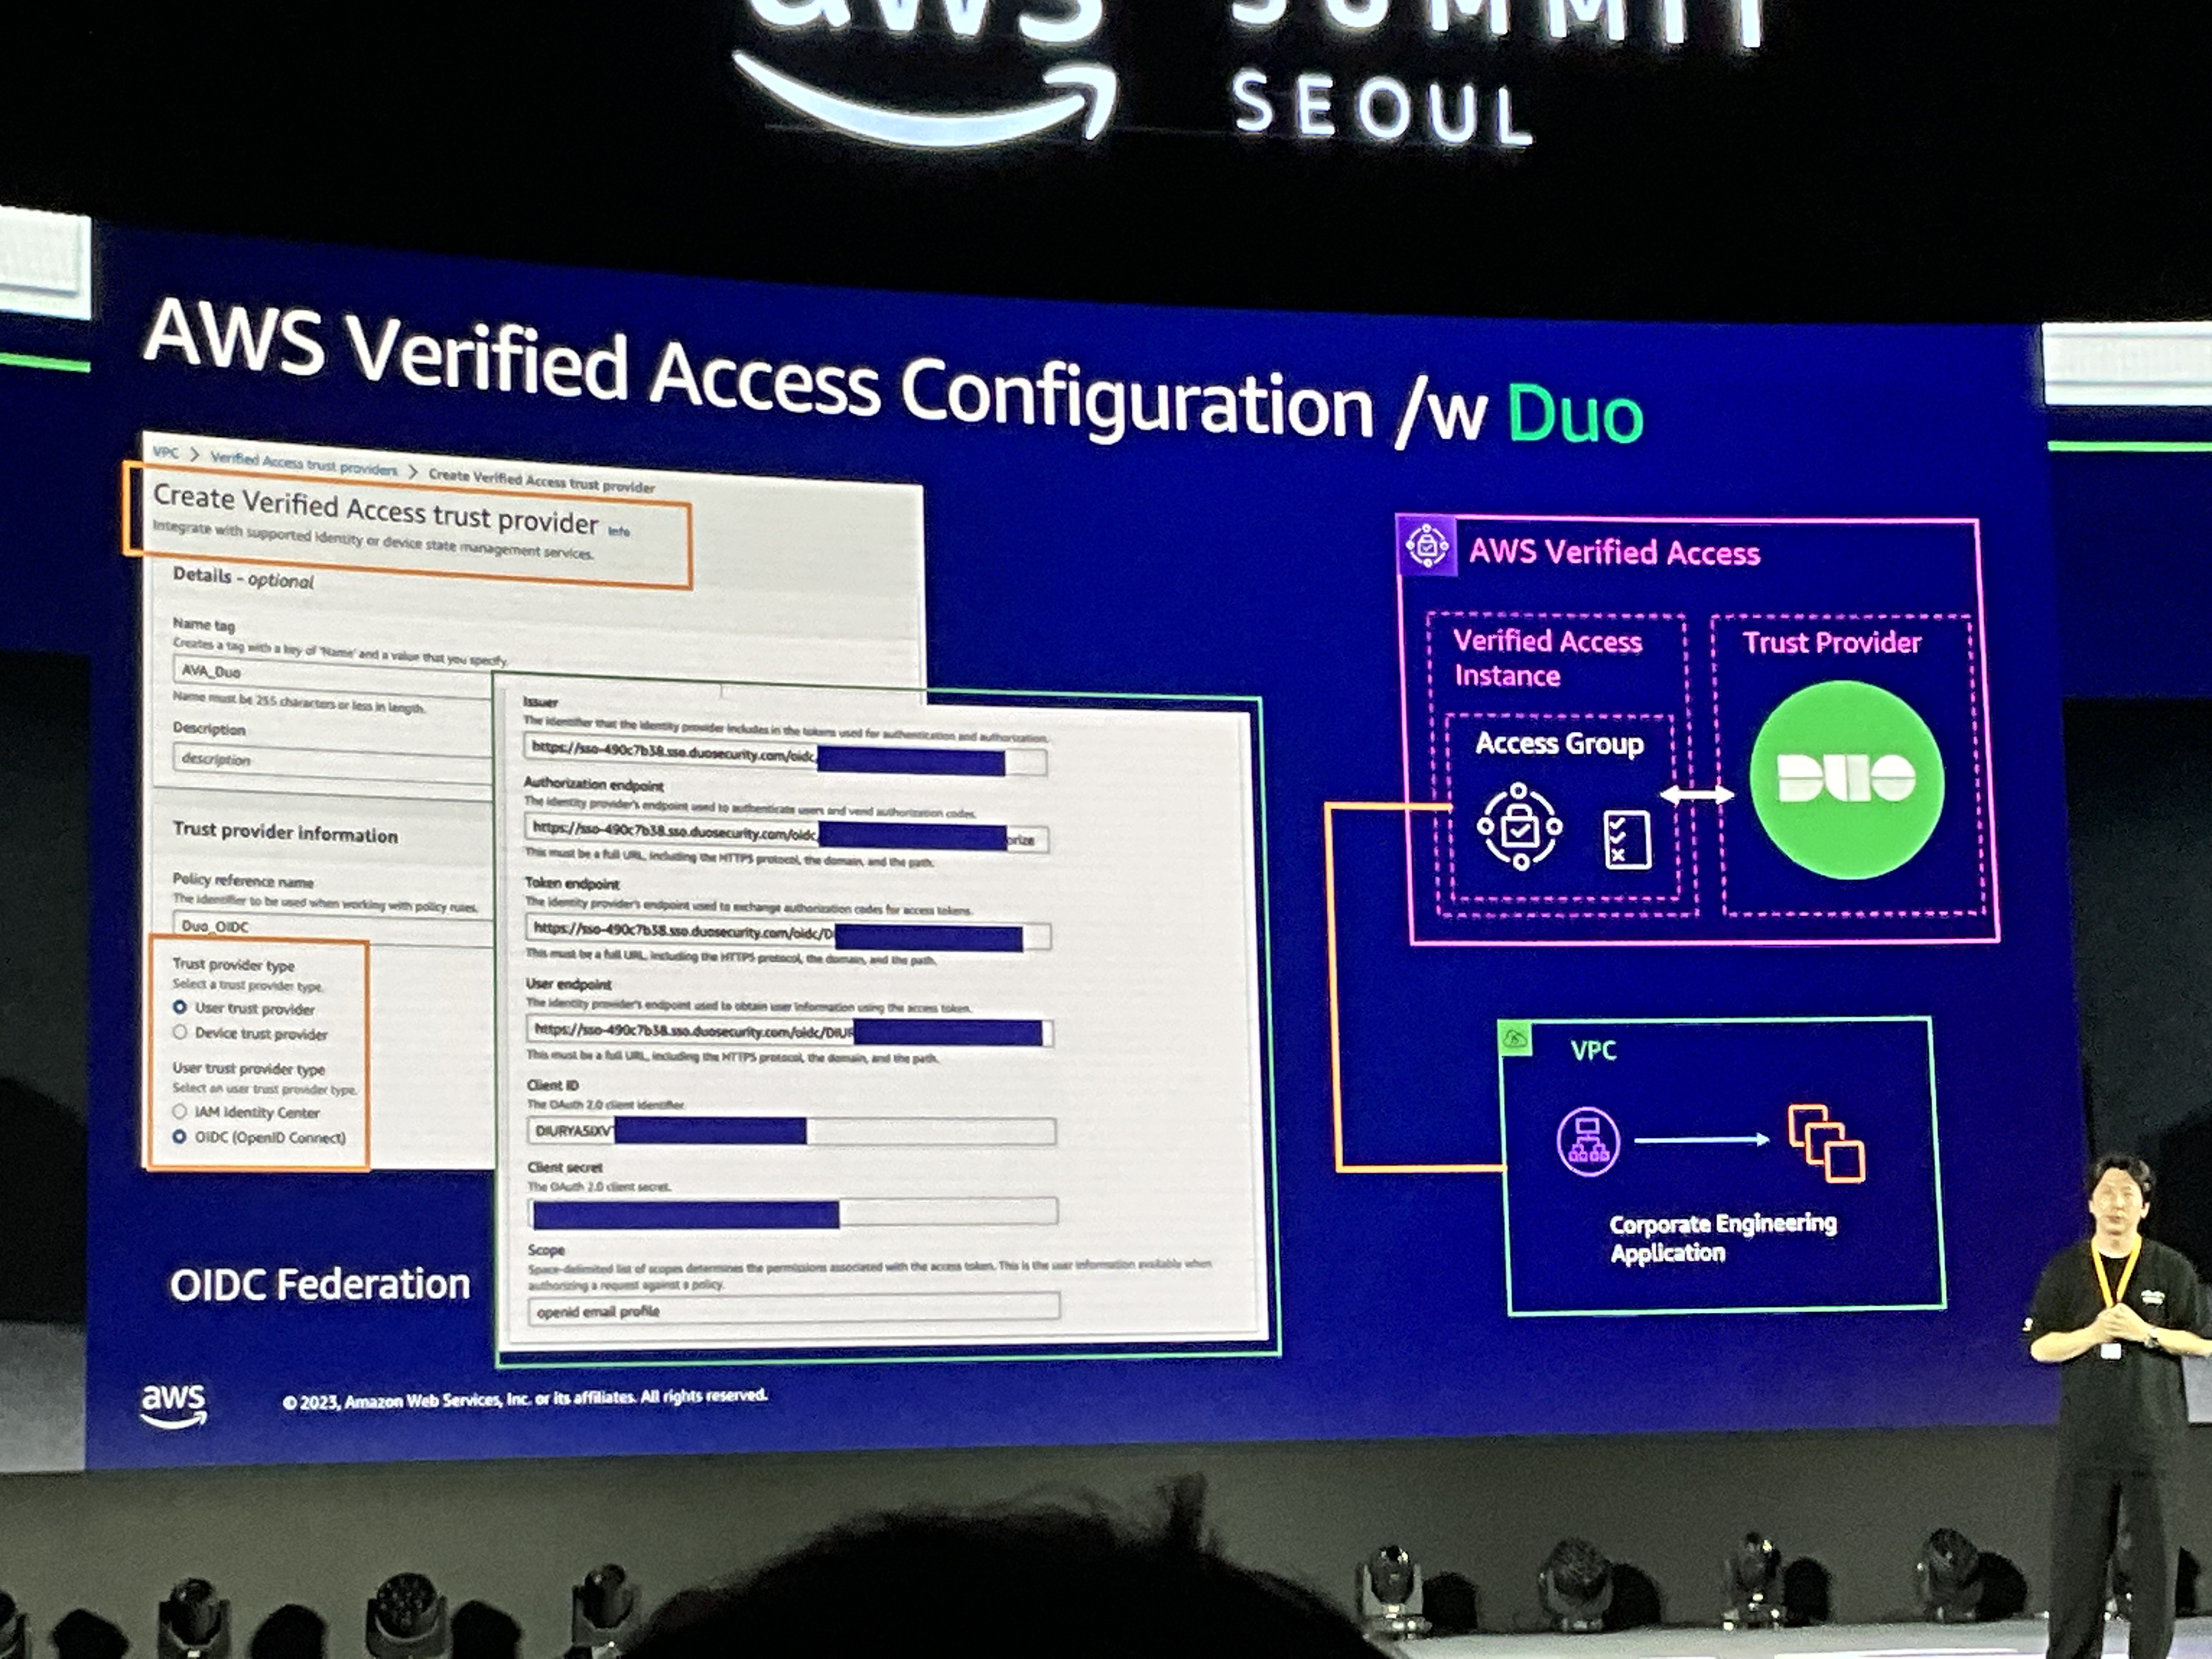 aws SUMMIT
SEOUL
AWS Verified Access Configuration /w Duo
VPC > Verified Access trust providers > Create Verified Access trust provider
Create Verified Access trust provider Info
Integrate with supported identity or device state management services.
Details - optional
Name tag
Creates a tag with a key of 'Name' and a value that you specify.
AVA_Duo
Name must be 255 characters or less in length.
Description
description
Trust provider information
Policy reference name
The identifier to be used when working with policy rules.
Duo_OIDC
Trust provider type
Select a trust provider type.
User trust provider
Device trust provider
User trust provider type
Select an user trust provider type.
IAM Identity Center
OIDC (OpenID Connect)
OIDC Federation
Issuer
The identifier that the identity provider includes in the tokens used for authentication and authorization.
https://sso-490c7b38.sso.duosecurity.com/oidc
Authorization endpoint
The identity provider's endpoint used to authenticate users and vend authorization codes.
https://sso-490c7b38.sso.duosecurity.com/oidc orize
This must be a full URL, including the HTTPS protocol, the domain, and the path.
Token endpoint
The identity provider's endpoint used to exchange authorization codes for access tokens.
https://sso-490c7b38.sso.duosecurity.com/oidc/D
This must be a full URL, including the HTTPS protocol, the domain, and the path.
User endpoint
The identity provider's endpoint used to obtain user information using the access token.
https://sso-490c7b38.sso.duosecurity.com/oidc/DIUR
This must be a full URL, including the HTTPS protocol, the domain, and the path.
Client ID
The OAuth 2.0 client identifier
DIURYA5IXV
Client secret
The OAuth 2.0 client secret.
Scope
Space-delimited list of scopes determines the permissions associated with the access token. This is the user information available when
authorizing a request against a policy.
openid email profile
AWS Verified Access
Verified Access
Instance
Access Group
Trust Provider
DUO
VPC
Corporate Engineering
Application
aws
© 2023, Amazon Web Services, Inc. or its affiliates. All rights reserved.